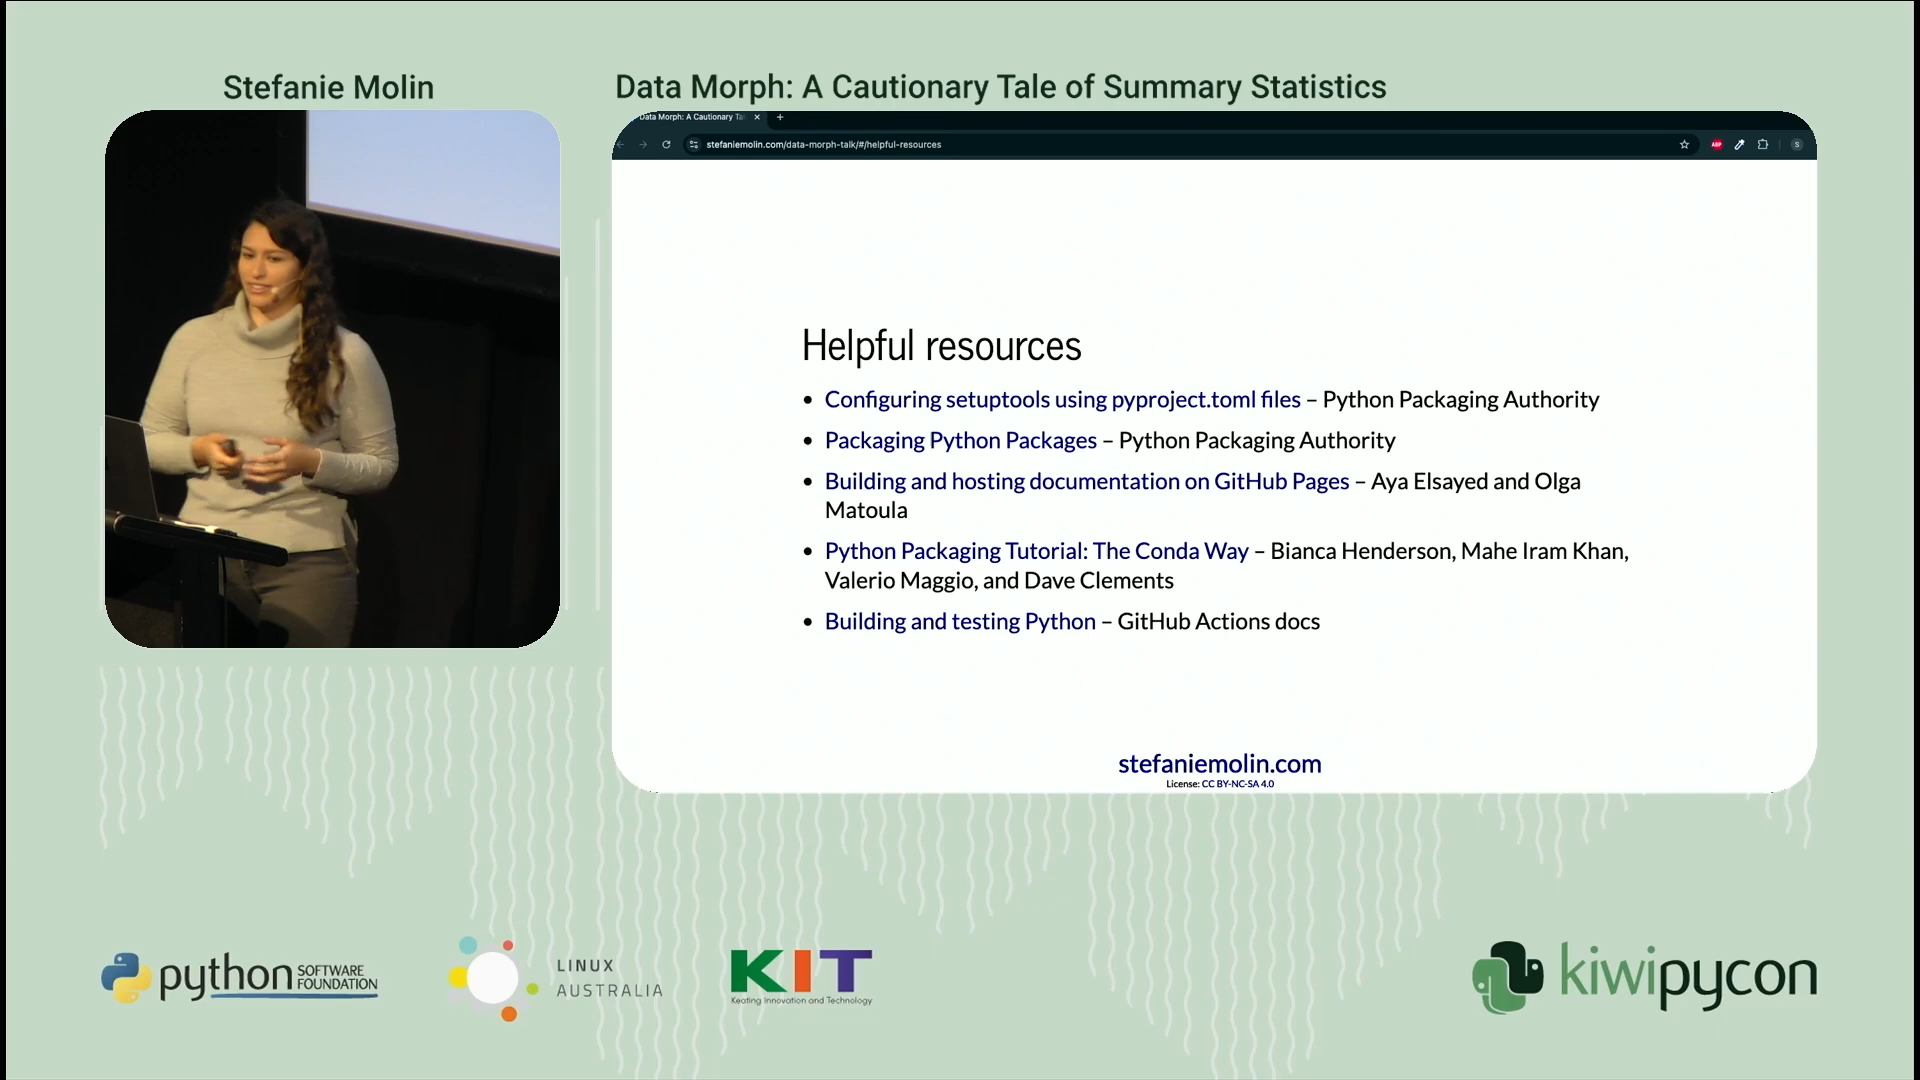 Stefanie Molin
Data Morph: A Cautionary Tale of Summary Statistics
Data Morph: A Cautionary Ta
stefaniemolin.com/data-morph-talk/#/helpful-resources
ABP
S
Helpful resources
• Configuring setuptools using pyproject.toml files – Python Packaging Authority
• Packaging Python Packages – Python Packaging Authority
• Building and hosting documentation on GitHub Pages – Aya Elsayed and Olga
Matoula
• Python Packaging Tutorial: The Conda Way – Bianca Henderson, Mahe Iram Khan,
Valerio Maggio, and Dave Clements
• Building and testing Python – GitHub Actions docs
stefaniemolin.com
License: CC BY-NC-SA 4.0
python SOFTWARE
FOUNDATION
LINUX
AUSTRALIA
KIT
Keating Innovation and Technology
kiwipycon